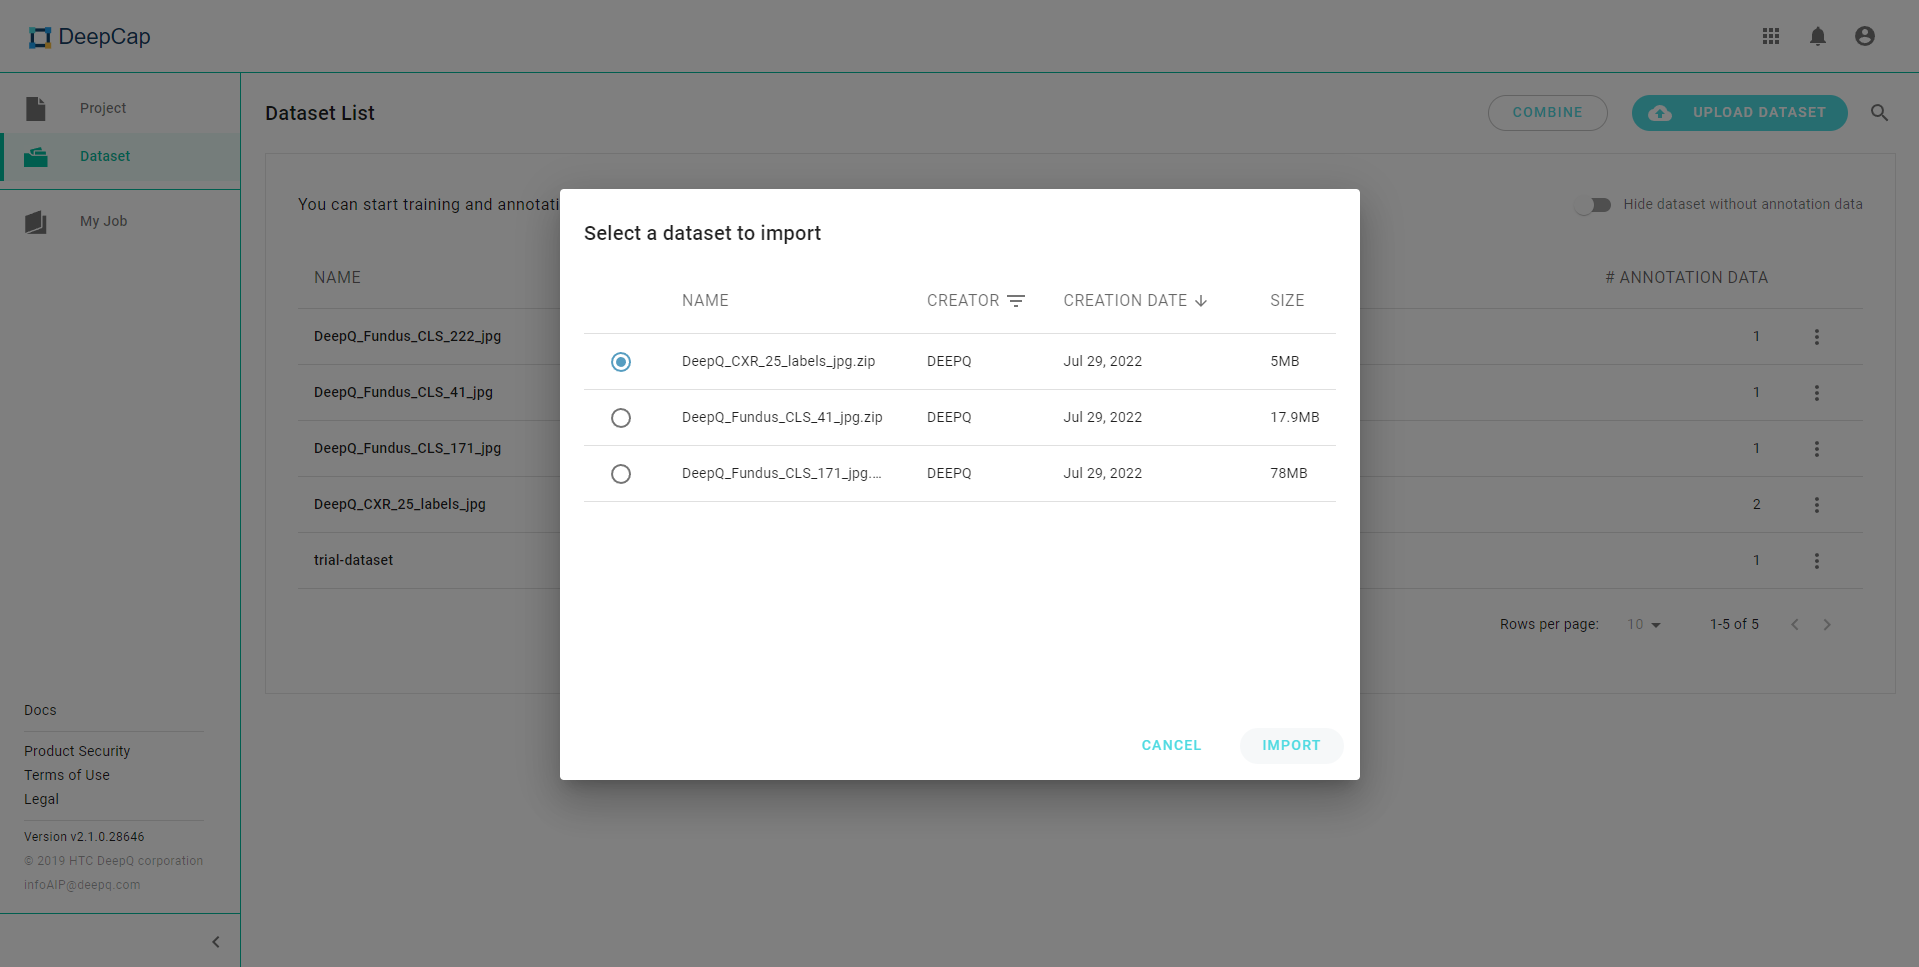 DeepCap
Project
Dataset
My Job
Docs
Product Security
Terms of Use
Legal
Version v2.1.0.28646
© 2019 HTC DeepQ corporation
infoAIP@deepq.com
Dataset List
COMBINE
UPLOAD DATASET
You can start training and annotati
Hide dataset without annotation data
NAME
# ANNOTATION DATA
DeepQ_Fundus_CLS_222_jpg
1
DeepQ_Fundus_CLS_41_jpg
1
DeepQ_Fundus_CLS_171_jpg
1
DeepQ_CXR_25_labels_jpg
2
trial-dataset
1
Rows per page: 10 1-5 of 5
Select a dataset to import
NAME CREATOR CREATION DATE SIZE
DeepQ_CXR_25_labels_jpg.zip DEEPQ Jul 29, 2022 5MB
DeepQ_Fundus_CLS_41_jpg.zip DEEPQ Jul 29, 2022 17.9MB
DeepQ_Fundus_CLS_171_jpg.... DEEPQ Jul 29, 2022 78MB
CANCEL IMPORT